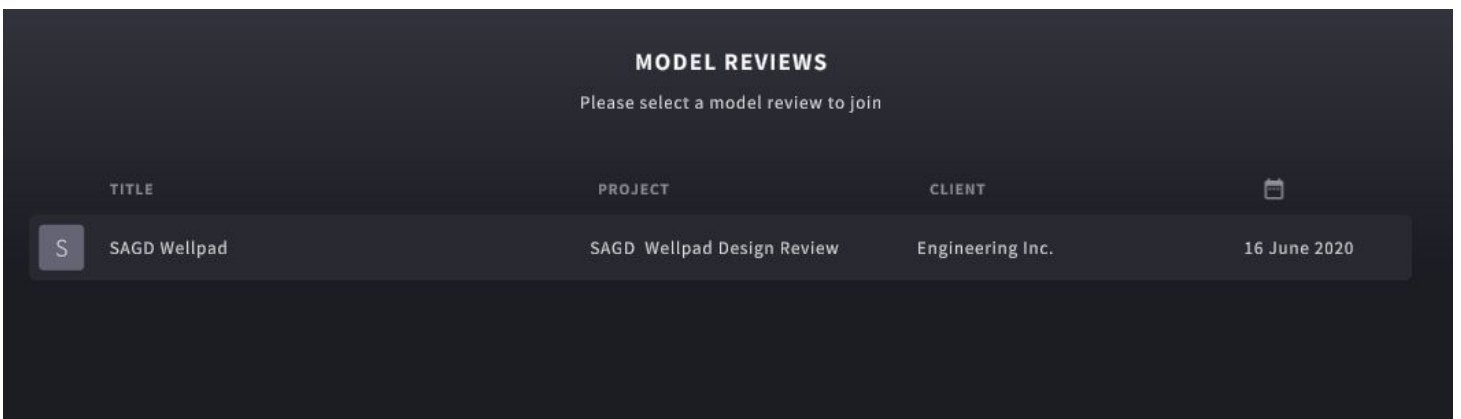 MODEL REVIEWS
Please select a model review to join
TITLE PROJECT CLIENT
S SAGD Wellpad SAGD Wellpad Design Review Engineering Inc. 16 June 2020